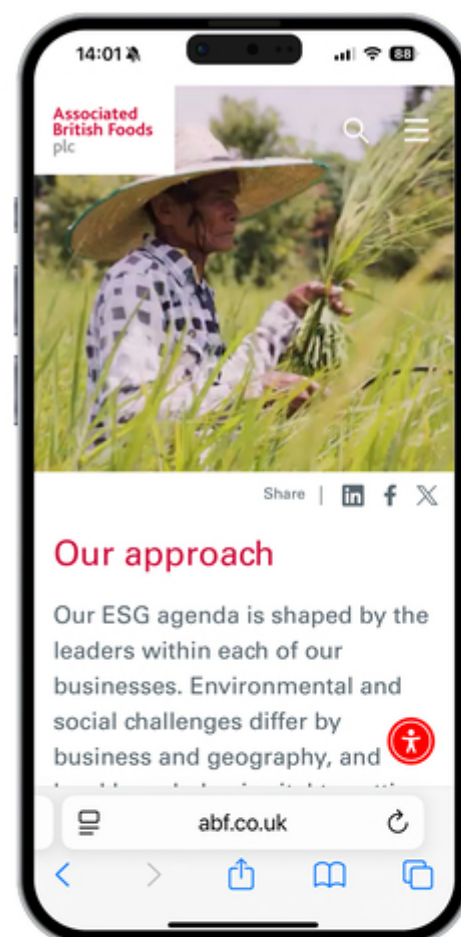 14:01
88
Associated
British Foods
plc
Share |
Our approach
Our ESG agenda is shaped by the
leaders within each of our
businesses. Environmental and
social challenges differ by
business and geography, and
abf.co.uk